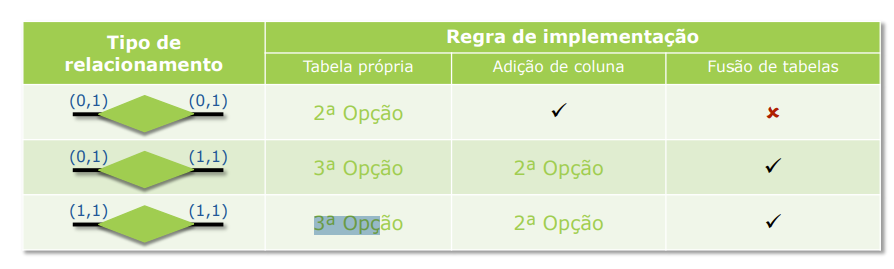 Tipo de
relacionamento
Regra de implementação
Tabela própria Adição de coluna Fusão de tabelas
(0,1) (0,1) 2ª Opção ✓ ✘
(0,1) (1,1) 3ª Opção 2ª Opção ✓
(1,1) (1,1) 3ª Opção 2ª Opção ✓